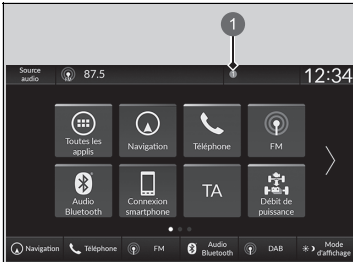 1
Source
audio
87.5
12:34
Toutes les
applis
Navigation
Téléphone
FM
Audio
Bluetooth
Connexion
smartphone
TA
Débit de
puissance
Navigation
Téléphone
FM
Audio
Bluetooth
DAB
Mode
d'affichage